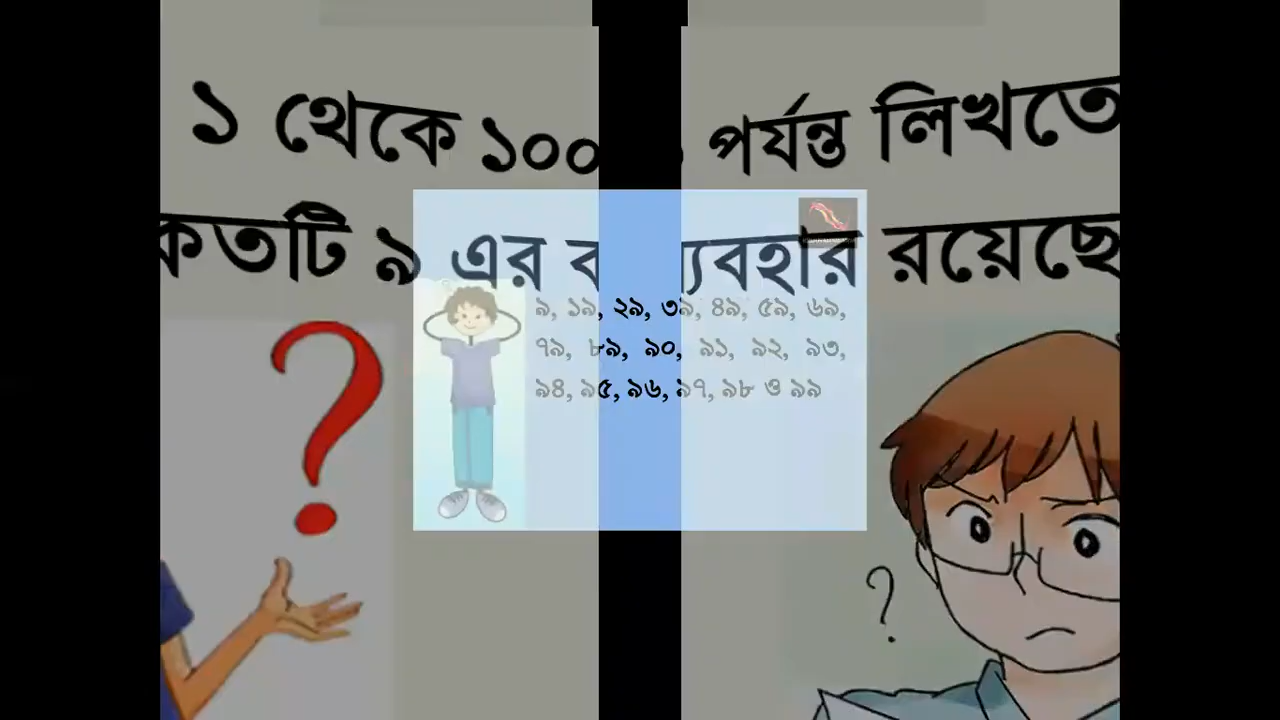 ১ থেকে ১০০ পর্যন্ত লিখতে
কতটি ৯ এর ব্যবহার রয়েছে
৯, ১৯, ২৯, ৩৯, ৪৯, ৫৯, ৬৯,
৭৯, ৮৯, ৯০, ৯১, ৯২, ৯৩,
৯৪, ৯৫, ৯৬, ৯৭, ৯৮ ও ৯৯
?
?